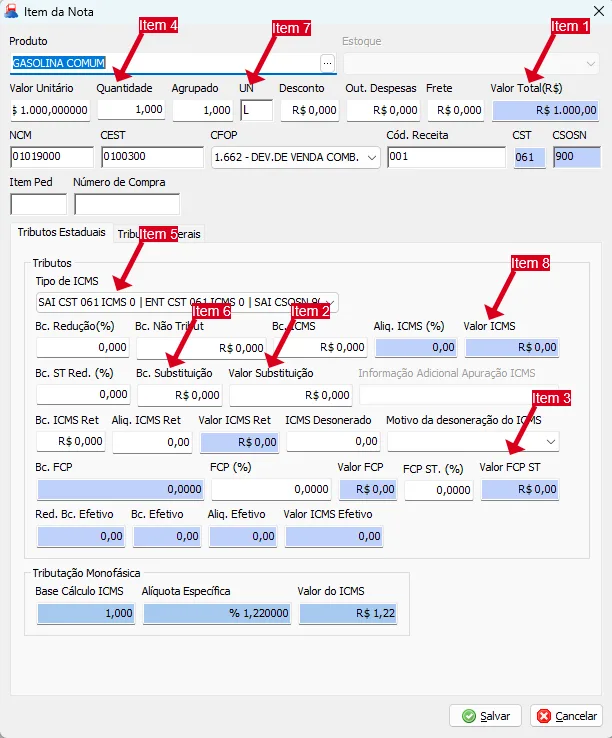 Item da Nota
Item 4
Item 7
Item 1
Produto
Estoque
GASOLINA COMUM
...
Valor Unitário Quantidade Agrupado UN Desconto Out. Despesas Frete Valor Total(R$)
$ 1.000,000000 1,000 1,000 L R$ 0,000 R$ 0,000 R$ 0,000 R$ 1.000,00
NCM CEST CFOP Cód. Receita CST CSOSN
01019000 0100300 1.662 - DEV.DE VENDA COMB. 001 061 900
Item Ped Número de Compra
Tributos Estaduais Item 5
Tributos Item 8
Tipo de ICMS
SAI CST 061 ICMS 0 | ENT CST 061 ICMS 0 | SAI CSOSN
Item 6 Item 2
Bc. Redução(%) Bc. Não Tribut Bc. ICMS Aliq. ICMS (%) Valor ICMS
0,000 R$ 0,000 R$ 0,000 0,00 R$ 0,00
Bc. ST Red. (%) Bc. Substituição Valor Substituição Informação Adicional Apuração ICMS
0,000 R$ 0,000 R$ 0,000
Item 3
Bc. ICMS Ret Aliq. ICMS Ret Valor ICMS Ret ICMS Desonerado Motivo da desoneração do ICMS
R$ 0,000 0,00 R$ 0,00 0,00
Bc. FCP FCP (%) Valor FCP FCP ST. (%) Valor FCP ST
0,0000 0,0000 R$ 0,00 0,0000 R$ 0,00
Red. Bc. Efetivo Bc. Efetivo Aliq. Efetivo Valor ICMS Efetivo
0,00 0,00 0,00 0,00
Tributação Monofásica
Base Cálculo ICMS Alíquota Específica Valor do ICMS
1,000 % 1,220000 R$ 1,22
Salvar Cancelar